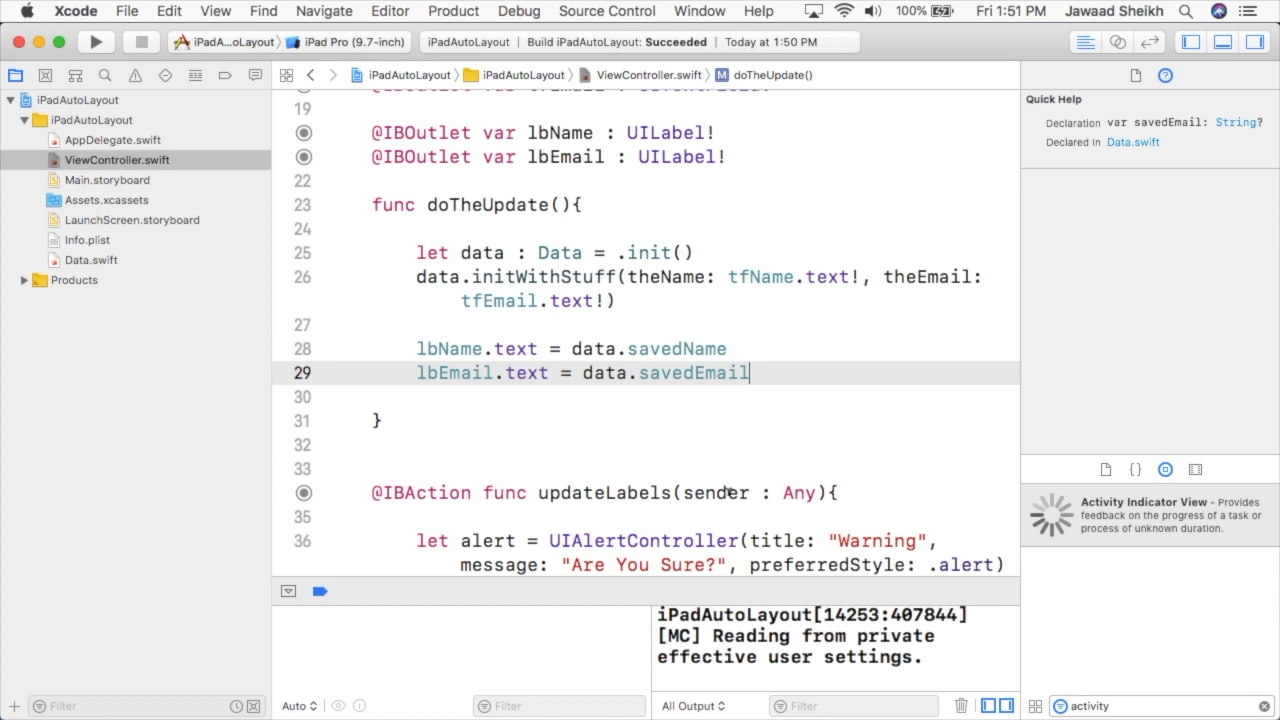 Xcode File Edit View Find Navigate Editor Product Debug Source Control Window Help 100% Fri 1:51 PM Jawaad Sheikh
iPadA...oLayout iPad Pro (9.7-inch) iPadAutoLayout Build iPadAutoLayout: Succeeded Today at 1:50 PM
iPadAutoLayout iPadAutoLayout ViewController.swift M doTheUpdate()
iPadAutoLayout
iPadAutoLayout
AppDelegate.swift
ViewController.swift
Main.storyboard
Assets.xcassets
LaunchScreen.storyboard
Info.plist
Data.swift
Products
19
@IBOutlet var lbName : UILabel!
@IBOutlet var lbEmail : UILabel!
22
23 func doTheUpdate(){
24
25 let data : Data = .init()
26 data.initWithStuff(theName: tfName.text!, theEmail:
tfEmail.text!)
27
28 lbName.text = data.savedName
29 lbEmail.text = data.savedEmail
30
31 }
32
33
@IBAction func updateLabels(sender : Any){
35
36 let alert = UIAlertController(title: "Warning",
message: "Are You Sure?", preferredStyle: .alert)
Quick Help
Declaration var savedEmail: String?
Declared In Data.swift
Activity Indicator View - Provides
feedback on the progress of a task or
process of unknown duration.
iPadAutoLayout[14253:407844]
[MC] Reading from private
effective user settings.
Filter Auto Filter All Output Filter activity